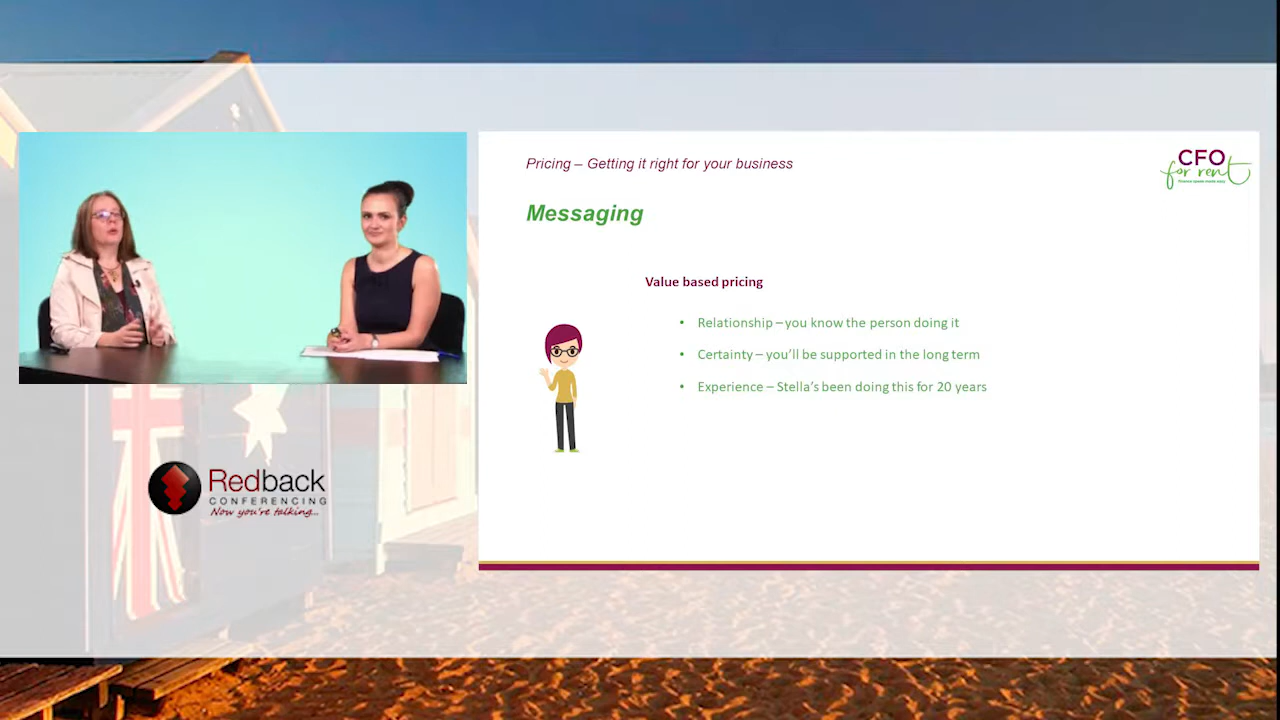 Pricing – Getting it right for your business
CFO
for rent
Messaging
Value based pricing
• Relationship – you know the person doing it
• Certainty – you'll be supported in the long term
• Experience – Stella's been doing this for 20 years
Redback
CONFERENCING
Now you're talking...